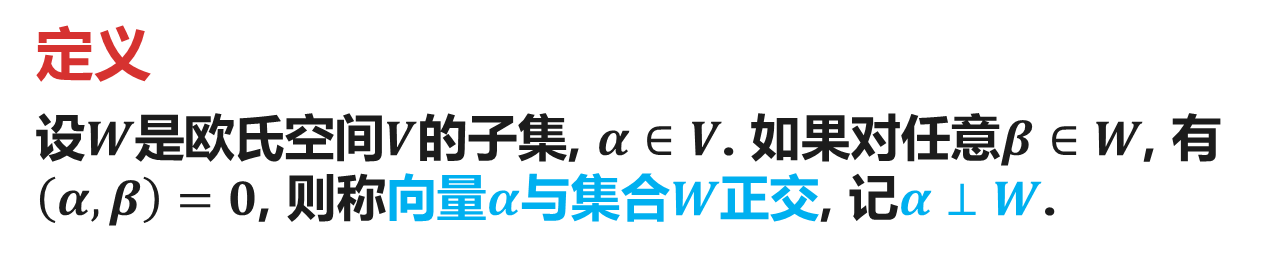 定义
设W是欧氏空间V的子集, α ∈ V. 如果对任意β ∈ W, 有
(α, β) = 0, 则称向量α与集合W正交, 记α ⊥ W.